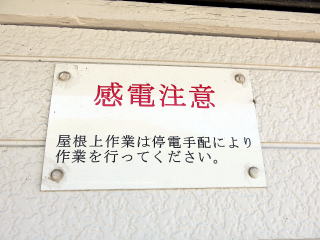 感電注意
屋根上作業は停電手配により
作業を行ってください。